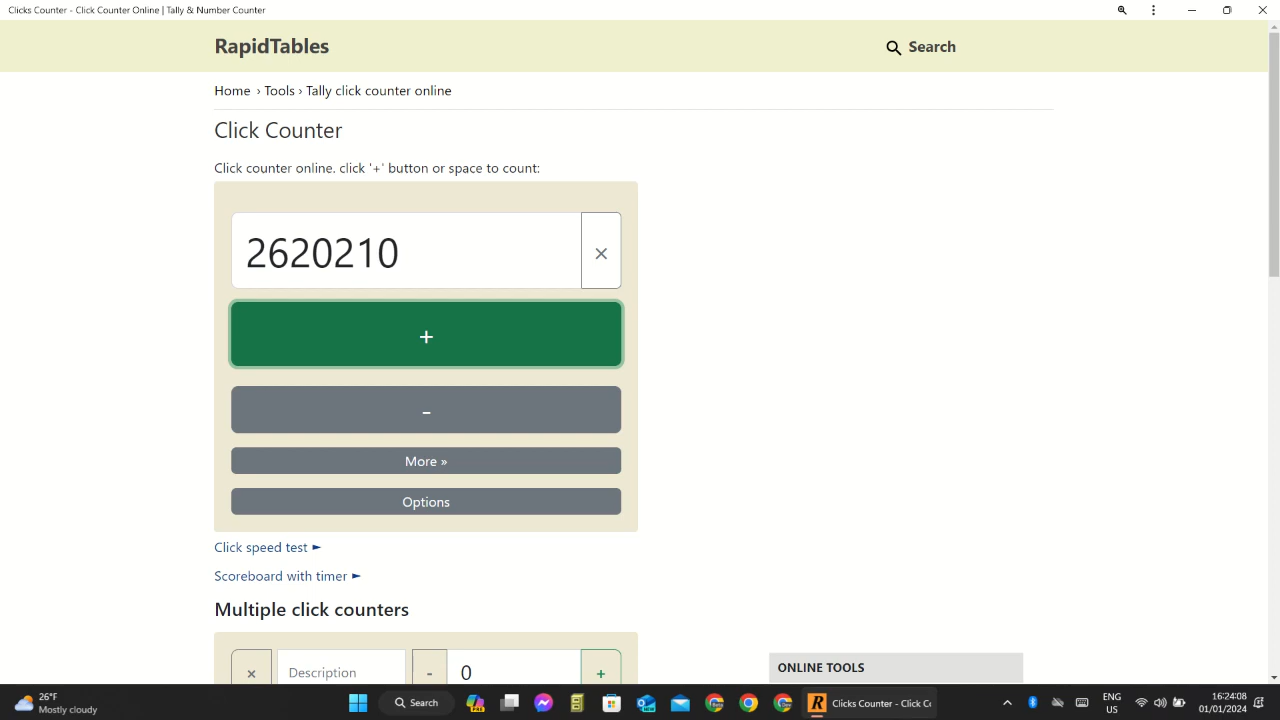 Clicks Counter - Click Counter Online | Tally & Number Counter
RapidTables
Search
Home › Tools › Tally click counter online
Click Counter
Click counter online. click '+' button or space to count:
2620210
×
+
-
More »
Options
Click speed test ►
Scoreboard with timer ►
Multiple click counters
× Description - 0 +
ONLINE TOOLS
26°F
Mostly cloudy
Search
PRE
Beta
Clicks Counter - Click Co
ENG
US
16:24:08
01/01/2024